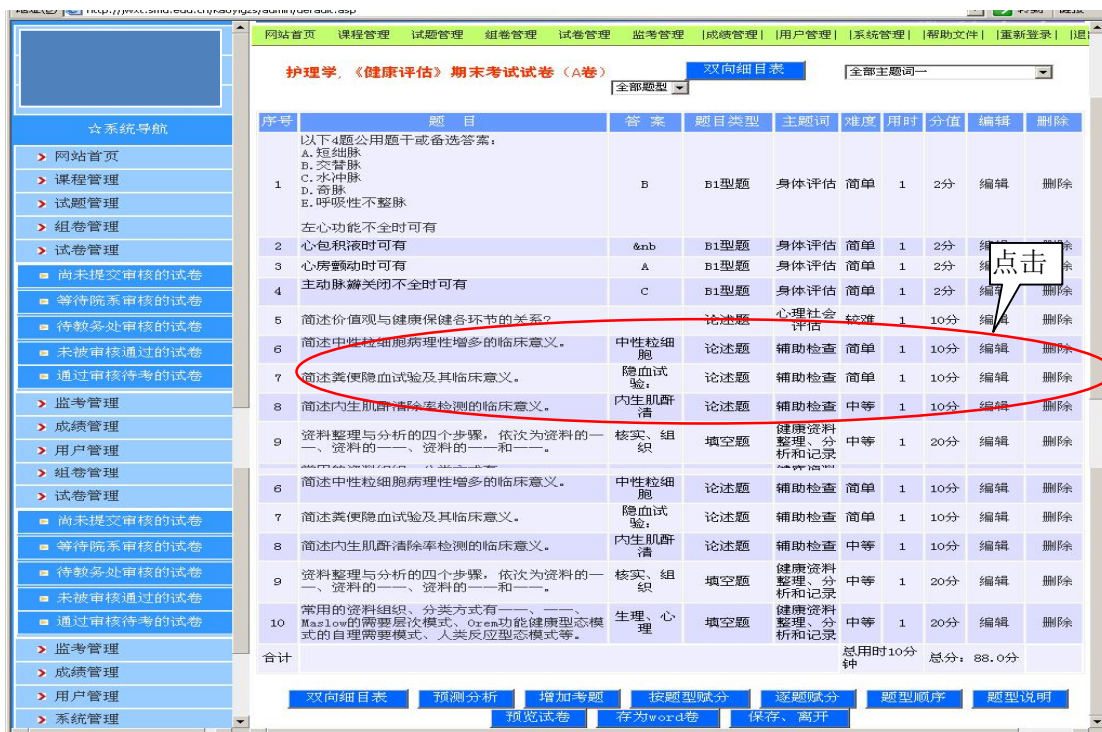 http://jwxt.smu.edu.cn/kaoyigzs/admin/default.asp
网站首页 课程管理 试题管理 组卷管理 试卷管理 监考管理 |成绩管理| |用户管理| |系统管理| |帮助文件| |重新登录| |退
护理学,《健康评估》期末考试试卷(A卷)
全部题型
双向细目表
全部主题词一
☆系统导航
网站首页
课程管理
试题管理
组卷管理
试卷管理
尚未提交审核的试卷
等待院系审核的试卷
待教务处审核的试卷
未被审核通过的试卷
通过审核待考的试卷
监考管理
成绩管理
用户管理
组卷管理
试卷管理
尚未提交审核的试卷
等待院系审核的试卷
待教务处审核的试卷
未被审核通过的试卷
通过审核待考的试卷
监考管理
成绩管理
用户管理
系统管理
序号 题 目 答 案 题目类型 主题词 难度 用时 分值 编辑 删除
以下4题公用题干或备选答案:
A.短细脉
B.交替脉
C.水冲脉
D.奇脉
E.呼吸性不整脉
左心功能不全时可有
1 B B1型题 身体评估 简单 1 2分 编辑 删除
2 心包积液时可有 &nb B1型题 身体评估 简单 1 2分
3 心房颤动时可有 A B1型题 身体评估 简单 1 2分
4 主动脉瓣关闭不全时可有 C B1型题 身体评估 简单 1 2分 删除
点击
5 简述价值观与健康保健各环节的关系? 论述题 心理社会评估 较难 1 10分 编辑 删除
6 简述中性粒细胞病理性增多的临床意义。 中性粒细胞 论述题 辅助检查 简单 1 10分 编辑 删除
7 简述粪便隐血试验及其临床意义。 隐血试验: 论述题 辅助检查 简单 1 10分 编辑 删除
8 简述内生肌酐清除率检测的临床意义。 内生肌酐清 论述题 辅助检查 中等 1 10分 编辑 删除
9 资料整理与分析的四个步骤,依次为资料的一一、资料的一一和一一。 核实、组织 填空题 健康资料整理、分析和记录 中等 1 20分 编辑 删除
6 简述中性粒细胞病理性增多的临床意义。 中性粒细胞 论述题 辅助检查 简单 1 10分 编辑 删除
7 简述粪便隐血试验及其临床意义。 隐血试验: 论述题 辅助检查 简单 1 10分 编辑 删除
8 简述内生肌酐清除率检测的临床意义。 内生肌酐清 论述题 辅助检查 中等 1 10分 编辑 删除
9 资料整理与分析的四个步骤,依次为资料的一一、资料的一一和一一。 核实、组织 填空题 健康资料整理、分析和记录 中等 1 20分 编辑 删除
10 常用的资料组织、分类方式有一一、一一、Maslow的需要层次模式、Orem功能健康型态模式的自理需要模式、人类反应型态模式等。 生理、心理 填空题 健康资料整理、分析和记录 中等 1 20分 编辑 删除
合计 总用时10分钟 总分:88.0分
双向细目表 预测分析 增加考题 按题型赋分 逐题赋分 题型顺序 题型说明
预览试卷 存为word卷 保存、离开